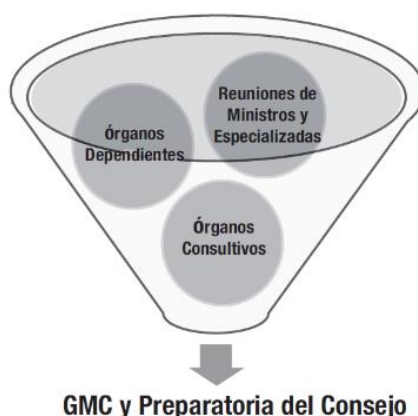 Reuniones de
Ministros y
Especializadas
Órganos
Dependientes
Órganos
Consultivos
GMC y Preparatoria del Consejo